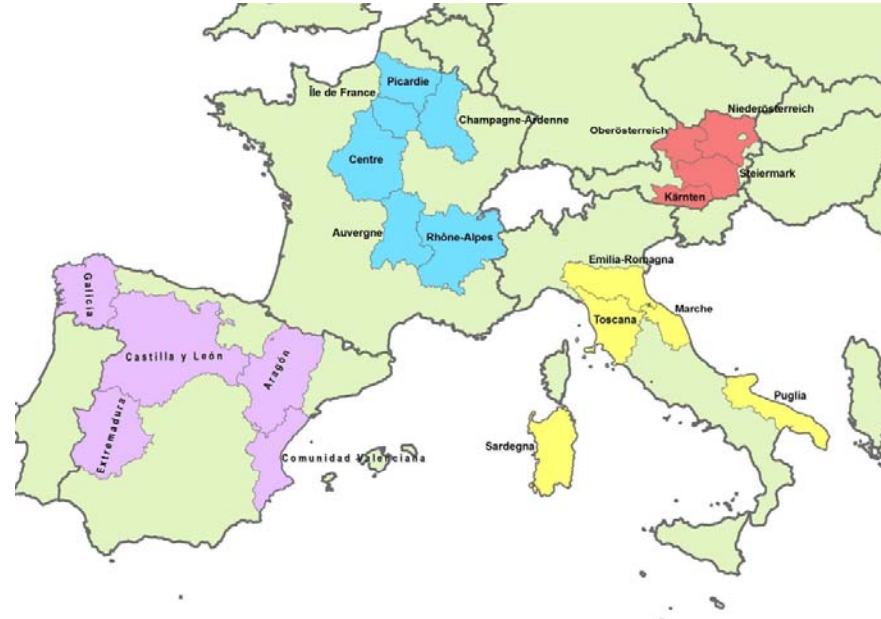 Picardie
Île de France
Champagne-Ardenne
Niederösterreich
Oberösterreich
Centre
Steiermark
Kärnten
Auvergne
Rhône-Alpes
Emilia-Romagna
Galicia
Marche
Toscana
Castilla y León
Aragón
Puglia
Extremadura
Sardegna
Comunidad Valenciana